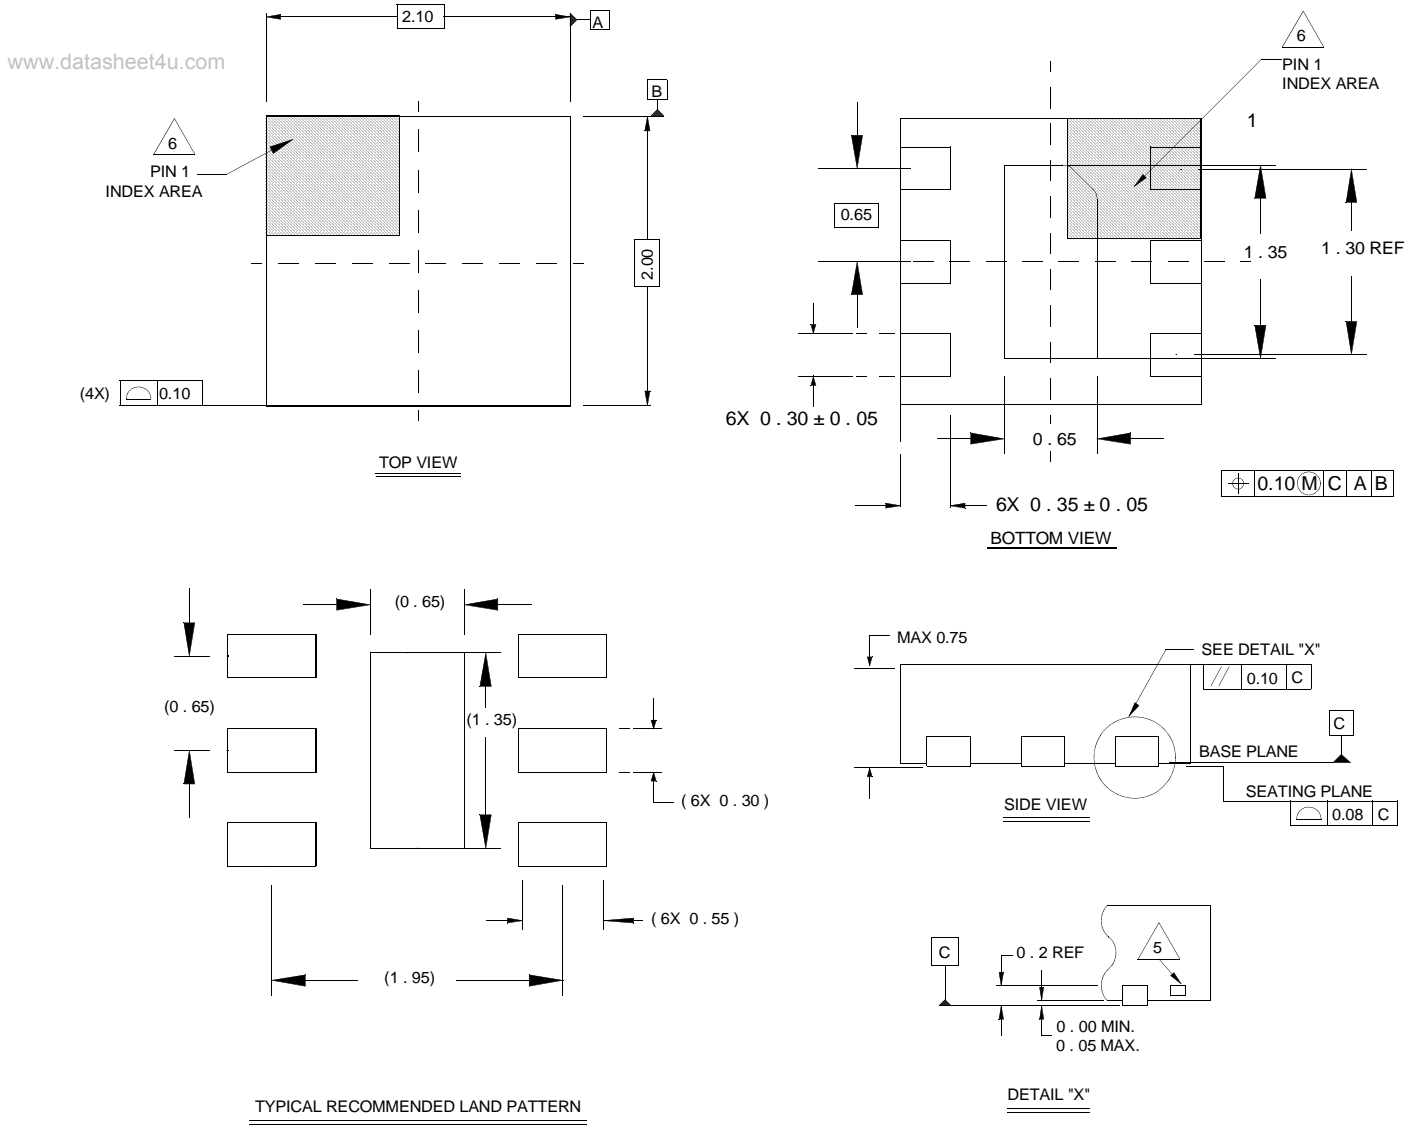 2.10
A
www.datasheet4u.com
B
6
PIN 1
INDEX AREA
2.00
(4X)
0.10
TOP VIEW
6
PIN 1
INDEX AREA
1
0.65
1.35
1.30 REF
6X 0.30 ± 0.05
0.65
6X 0.35 ± 0.05
0.10 M C A B
BOTTOM VIEW
(0.65)
(0.65)
(1.35)
(6X 0.30)
(6X 0.55)
(1.95)
TYPICAL RECOMMENDED LAND PATTERN
MAX 0.75
SEE DETAIL "X"
// 0.10 C
C
BASE PLANE
SEATING PLANE
0.08 C
SIDE VIEW
C
0.2 REF
5
0.00 MIN.
0.05 MAX.
DETAIL "X"